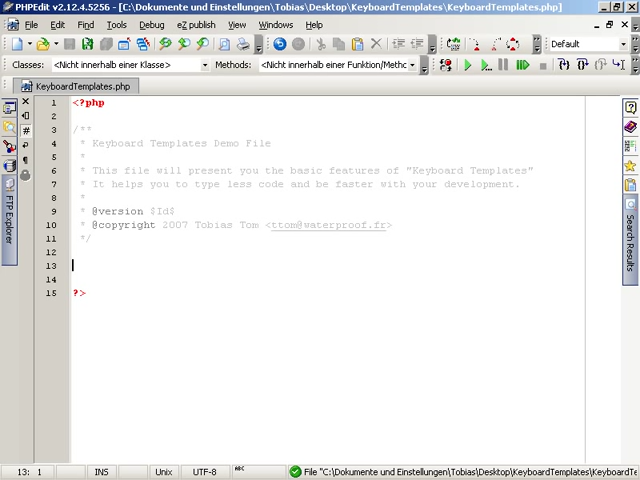 PHPEdit v2.12.4.5256 - [C:\Dokumente und Einstellungen\Tobias\Desktop\KeyboardTemplates\KeyboardTemplates.php]
File Edit Find Tools Debug eZ publish View Windows Help
Default
Classes: <Nicht innerhalb einer Klasse> Methods: <Nicht innerhalb einer Funktion/Methoc
KeyboardTemplates.php
1 <?php
2
3 /**
4 * Keyboard Templates Demo File
5 *
6 * This file will present you the basic features of "Keyboard Templates"
7 * It helps you to type less code and be faster with your development.
8 *
9 * @version $Id$
10 * @copyright 2007 Tobias Tom <ttom@waterproof.fr>
11 */
12
13
14
15 ?>
FTP Explorer
Search Results
13: 1 INS Unix UTF-8 ABC File "C:\Dokumente und Einstellungen\Tobias\Desktop\KeyboardTemplates\KeyboardTe